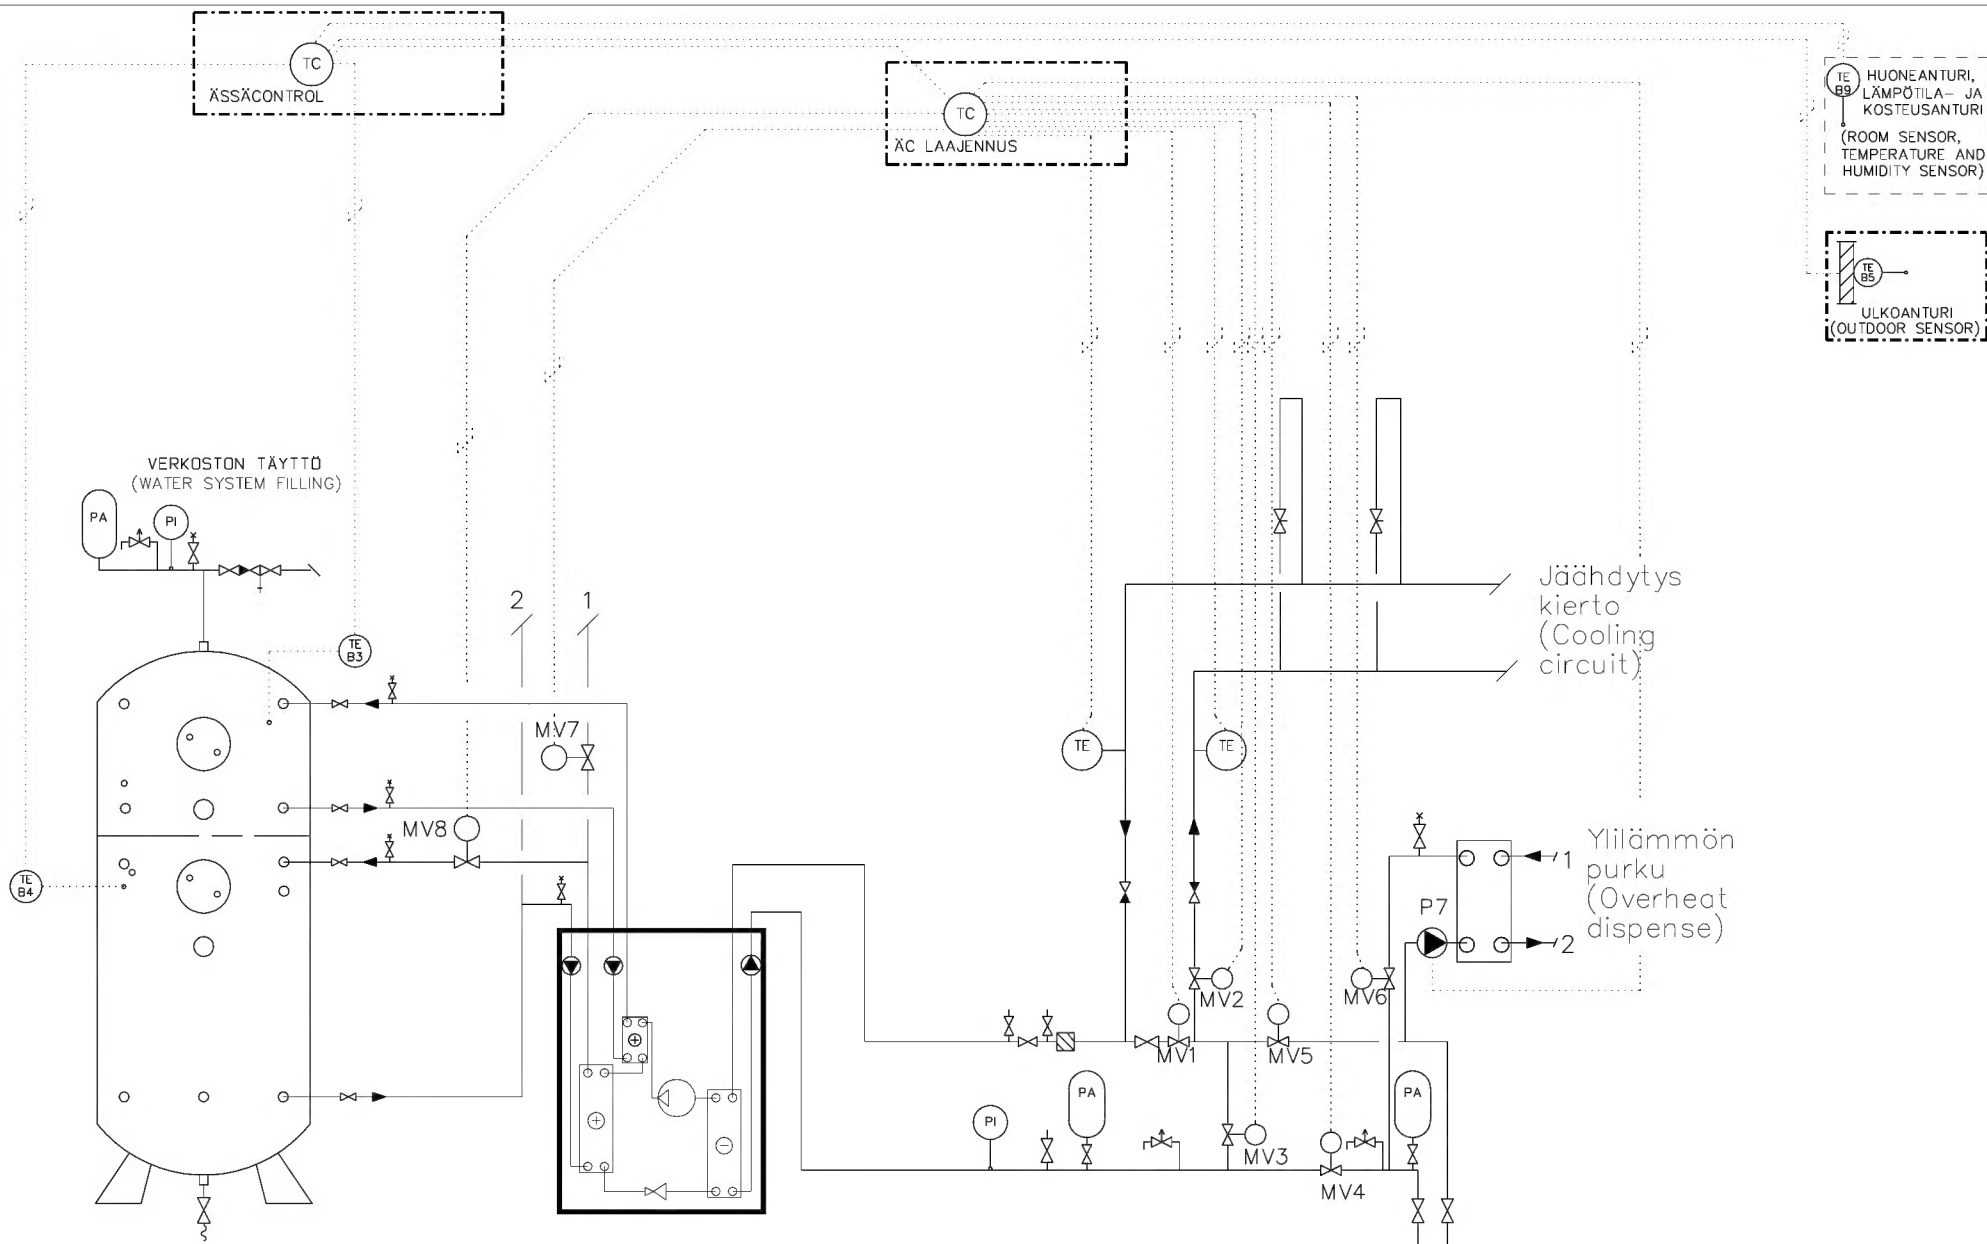 TC
ÄSSÄCONTROL
TC
ÄC LAAJENNUS
TE
B9
HUONEANTURI,
LÄMPÖTILA- JA
KOSTEUSANTURI
(ROOM SENSOR,
TEMPERATURE AND
HUMIDITY SENSOR)
TE
B5
ULKOANTURI
(OUTDOOR SENSOR)
VERKOSTON TÄYTTÖ
(WATER SYSTEM FILLING)
PA
PI
TE
B3
2
1
MV7
MV8
TE
B4
Jäähdytys
kierto
(Cooling
circuit)
TE
TE
Ylilämmön
purku
(Overheat
dispense)
1
2
P7
MV2
MV6
MV1
MV5
PI
PA
PA
MV3
MV4